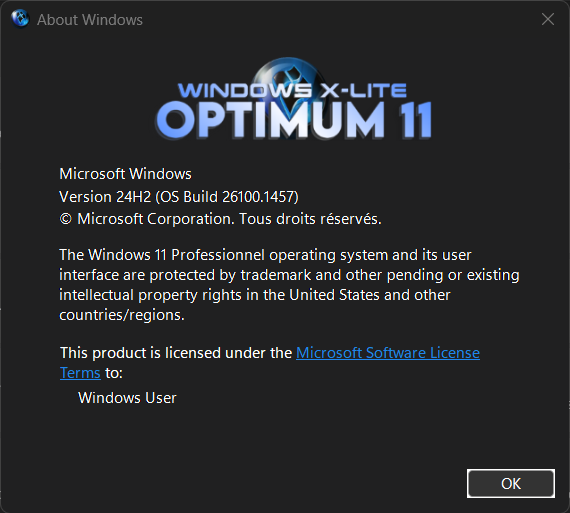 About Windows
WINDOWS X-LITE
OPTIMUM 11
Microsoft Windows
Version 24H2 (OS Build 26100.1457)
© Microsoft Corporation. Tous droits réservés.
The Windows 11 Professionnel operating system and its user
interface are protected by trademark and other pending or existing
intellectual property rights in the United States and other
countries/regions.
This product is licensed under the Microsoft Software License
Terms to:
Windows User
OK